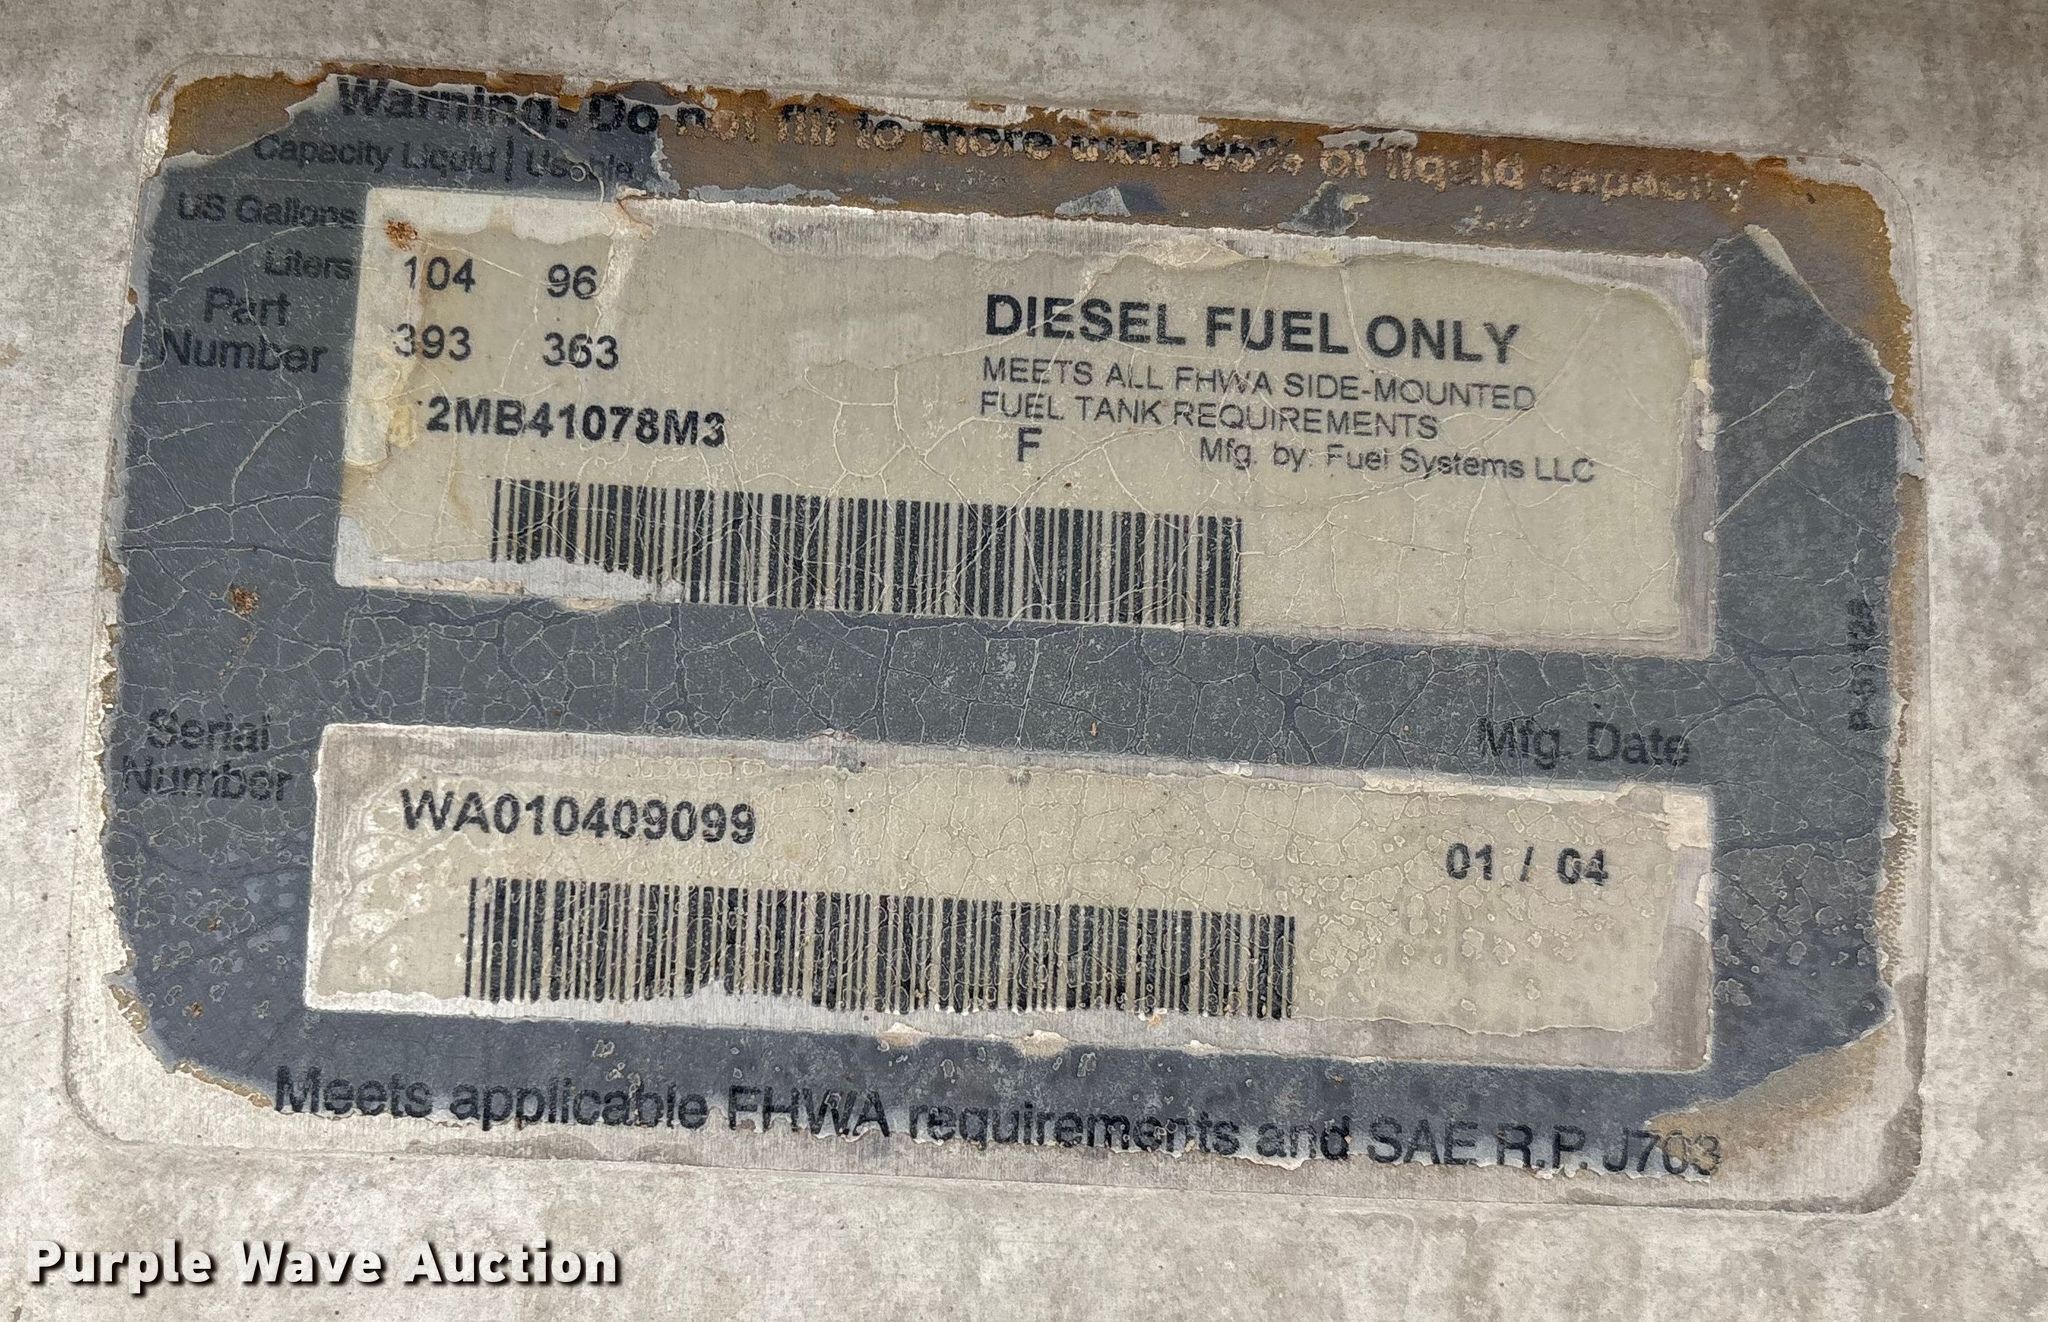 Warning: Do not fill to more than 95% of liquid capacity
Capacity Liquid | Usable
US Gallons
Liters
104 96
Part
Number
393 363
2MB41078M3
DIESEL FUEL ONLY
MEETS ALL FHWA SIDE-MOUNTED
FUEL TANK REQUIREMENTS
F
Mfg. by: Fuel Systems LLC
Serial
Number
Mfg. Date
WA010409099
01 / 04
Meets applicable FHWA requirements and SAE R.P. J703
Purple Wave Auction